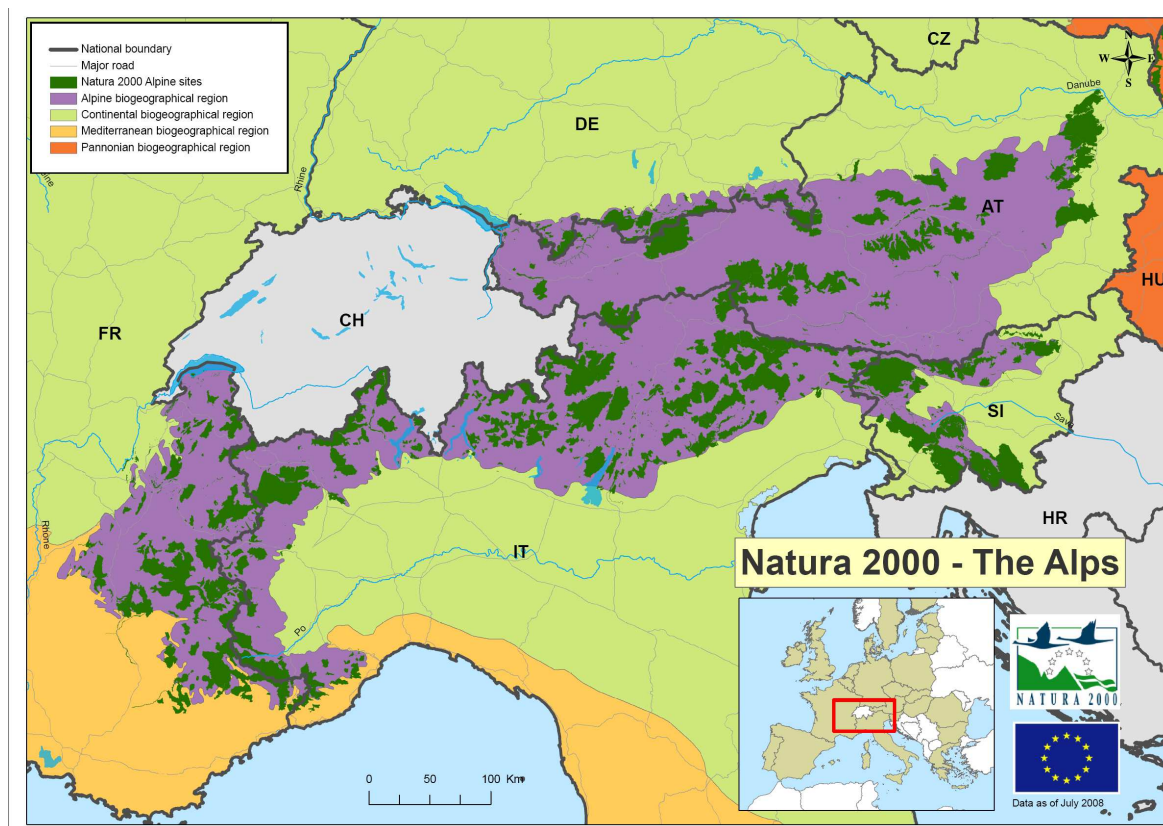 National boundary
Major road
Natura 2000 Alpine sites
Alpine biogeographical region
Continental biogeographical region
Mediterranean biogeographical region
Pannonian biogeographical region
CZ
N
W E
S
Danube
DE
Rhine
AT
HU
FR
CH
SI
Sava
Rhône
HR
IT
Po
Natura 2000 - The Alps
0 50 100 Km
NATURA 2000
Data as of July 2008